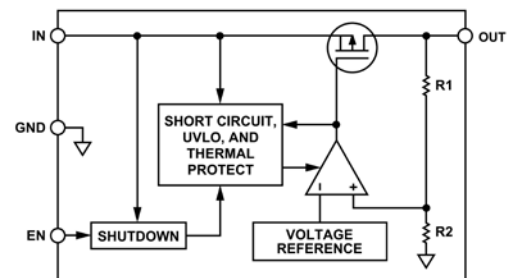 IN
OUT
R1
GND
SHORT CIRCUIT,
UVLO, AND
THERMAL
PROTECT
EN
SHUTDOWN
VOLTAGE
REFERENCE
R2